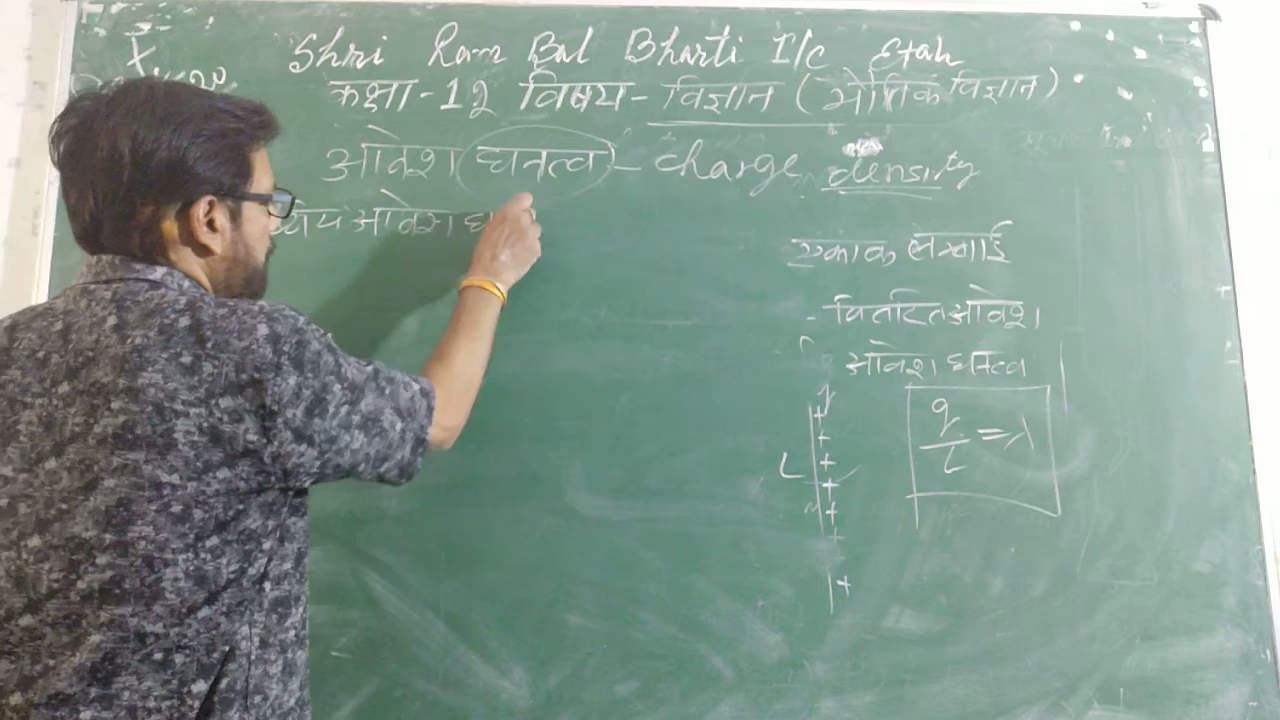 Shri Ram Bal Bharti I/c Etah
कक्षा - 12 विषय - विज्ञान (भौतिक विज्ञान)
आवेश घनत्व - charge density
आवेश घ
एकांक लम्बाई
- वितरित आवेश
आवेश घनत्व
q/L = λ
L